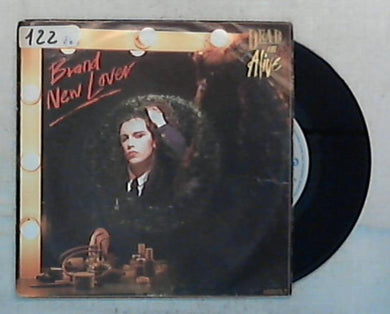 122
Brand
New Lover
DEAD
OR
Alive